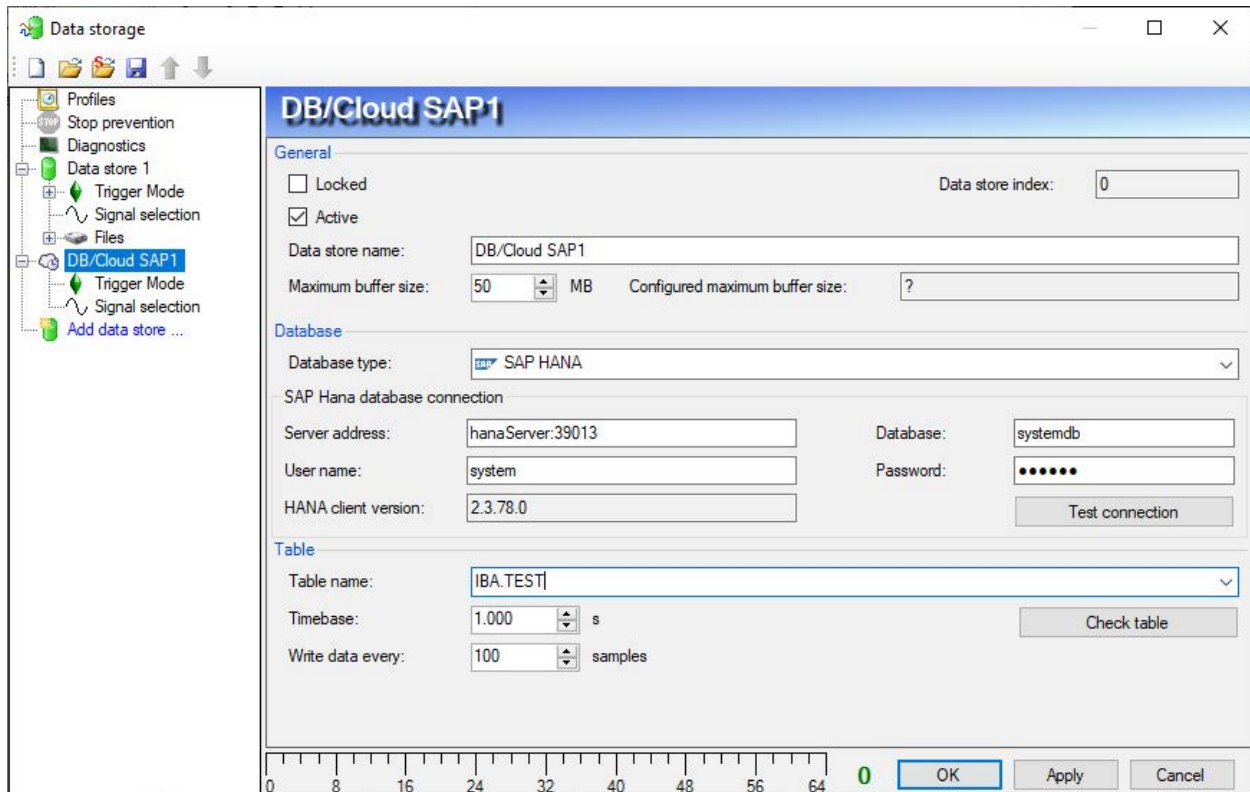 Data storage
Profiles
STOP Stop prevention
Diagnostics
Data store 1
Trigger Mode
Signal selection
Files
DB/Cloud SAP1
Trigger Mode
Signal selection
Add data store ...
DB/Cloud SAP1
General
Locked
Data store index: 0
Active
Data store name: DB/Cloud SAP1
Maximum buffer size: 50 MB Configured maximum buffer size: ?
Database
Database type: SAP SAP HANA
SAP Hana database connection
Server address: hanaServer:39013 Database: systemdb
User name: system Password: ●●●●●●
HANA client version: 2.3.78.0 Test connection
Table
Table name: IBA.TEST
Timebase: 1.000 s Check table
Write data every: 100 samples
0 8 16 24 32 40 48 56 64 0 OK Apply Cancel